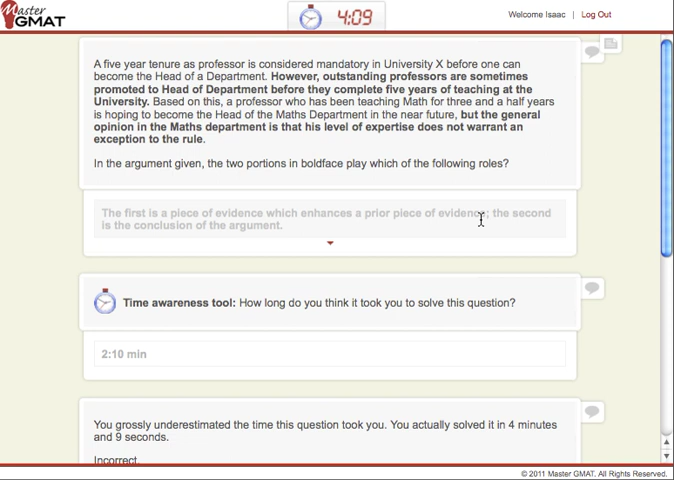 Master
GMAT
4:09
Welcome Isaac | Log Out
A five year tenure as professor is considered mandatory in University X before one can
become the Head of a Department. However, outstanding professors are sometimes
promoted to Head of Department before they complete five years of teaching at the
University. Based on this, a professor who has been teaching Math for three and a half years
is hoping to become the Head of the Maths Department in the near future, but the general
opinion in the Maths department is that his level of expertise does not warrant an
exception to the rule.
In the argument given, the two portions in boldface play which of the following roles?
The first is a piece of evidence which enhances a prior piece of evidence; the second
is the conclusion of the argument.
Time awareness tool: How long do you think it took you to solve this question?
2:10 min
You grossly underestimated the time this question took you. You actually solved it in 4 minutes
and 9 seconds.
Incorrect.
© 2011 Master GMAT. All Rights Reserved.